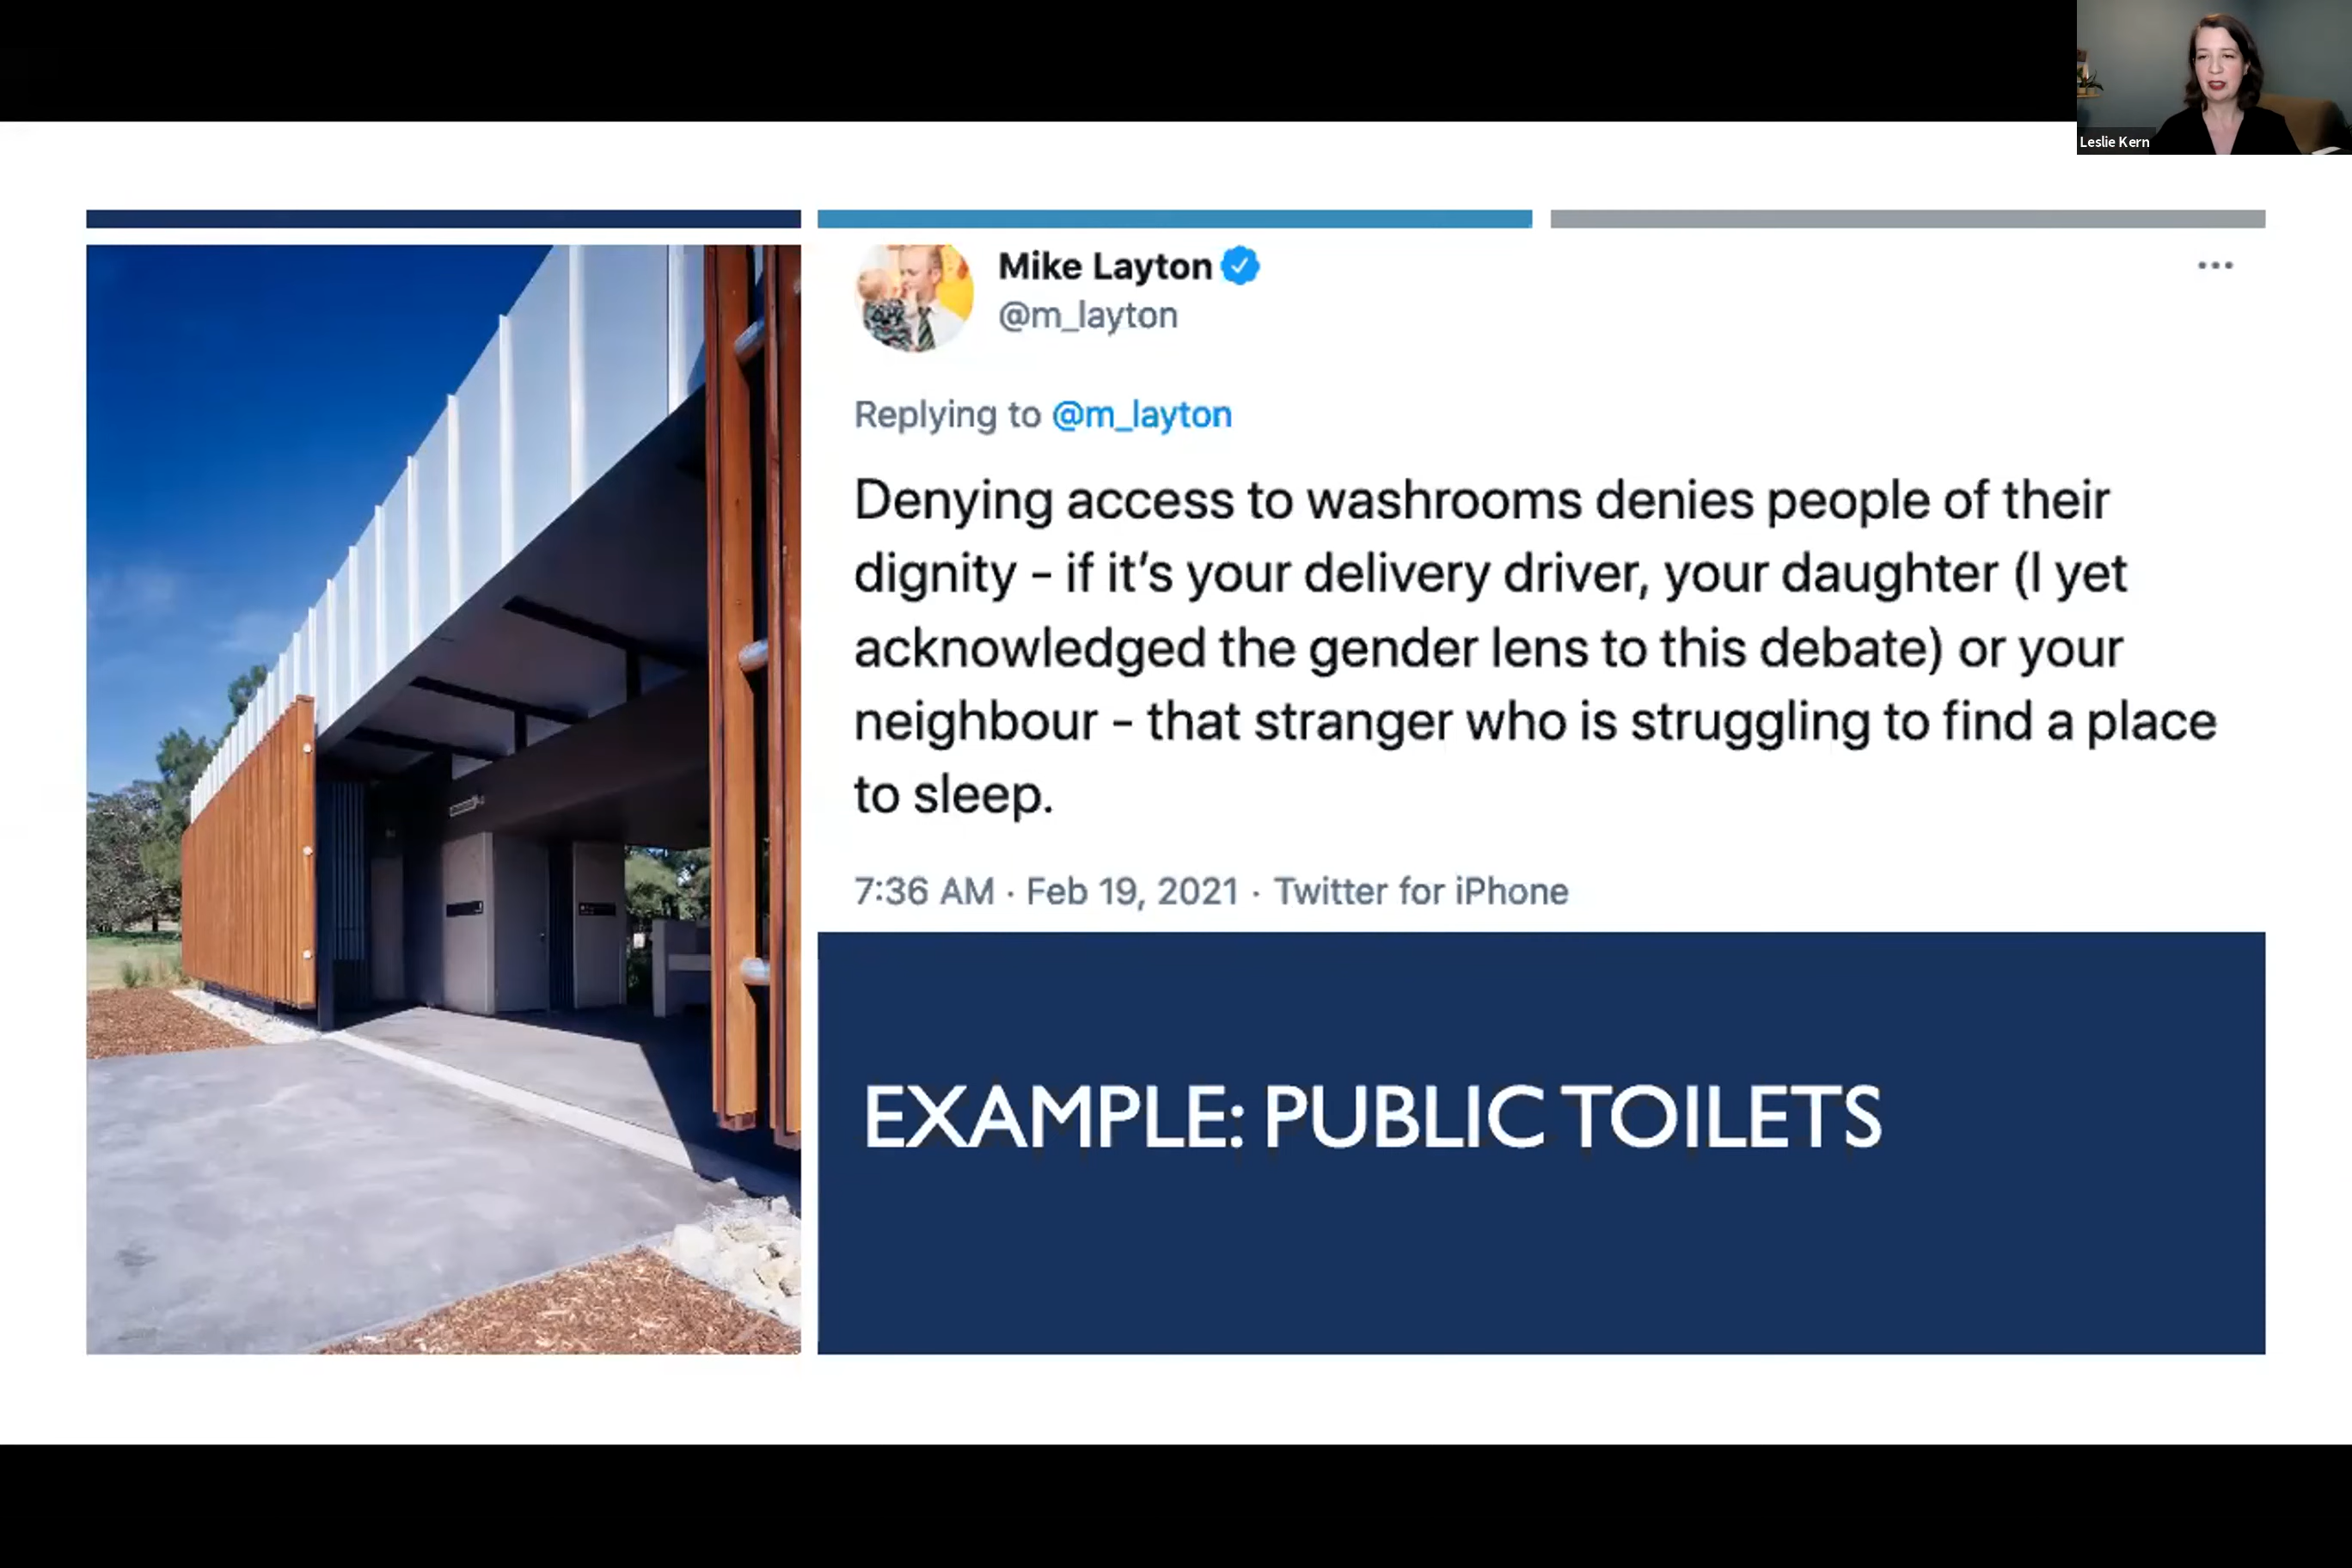 Leslie Kern
Mike Layton
@m_layton
Replying to @m_layton
Denying access to washrooms denies people of their
dignity - if it's your delivery driver, your daughter (I yet
acknowledged the gender lens to this debate) or your
neighbour - that stranger who is struggling to find a place
to sleep.
7:36 AM · Feb 19, 2021 · Twitter for iPhone
EXAMPLE: PUBLIC TOILETS